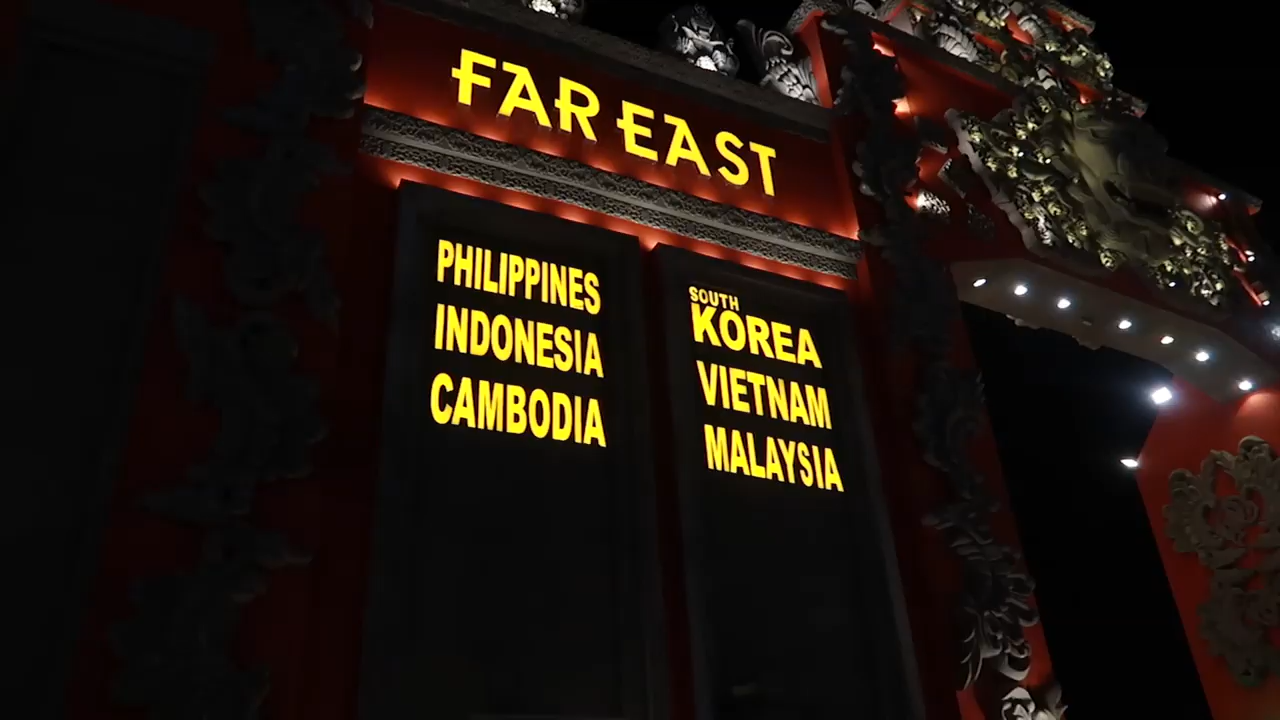 FAR EAST
PHILIPPINES
INDONESIA
CAMBODIA
SOUTH
KOREA
VIETNAM
MALAYSIA